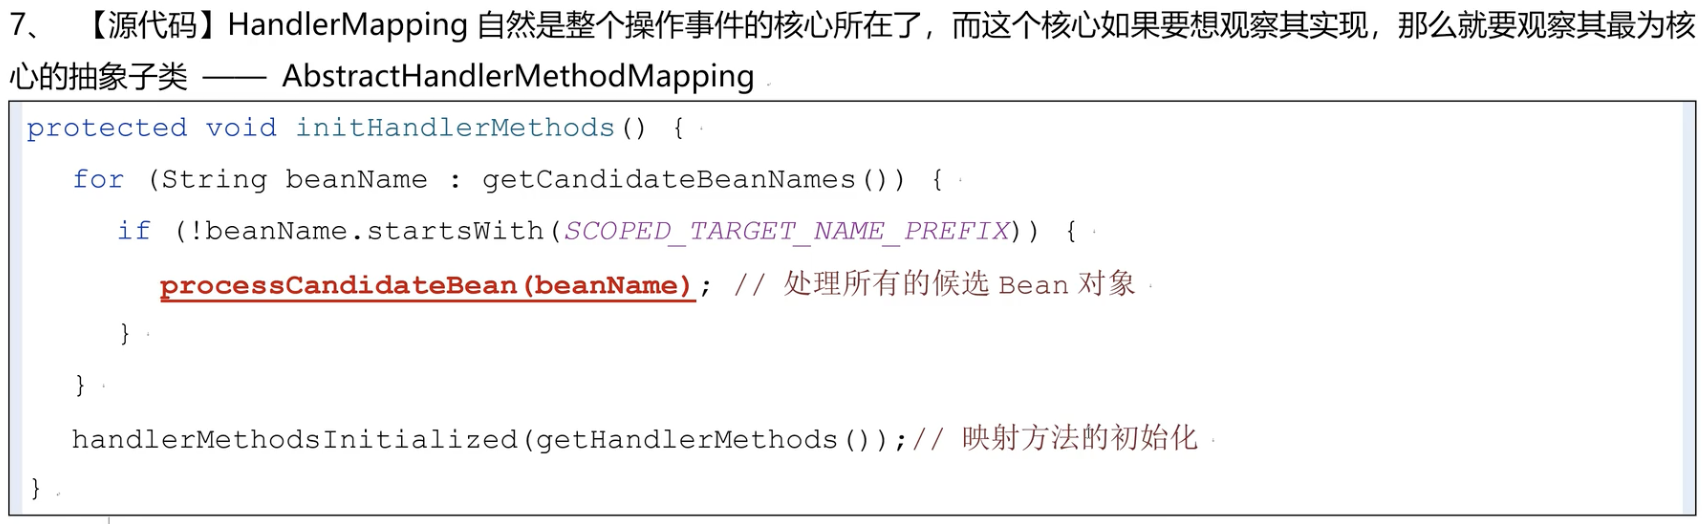 7、 【源代码】HandlerMapping 自然是整个操作事件的核心所在了，而这个核心如果要想观察其实现，那么就要观察其最为核
心的抽象子类 —— AbstractHandlerMethodMapping
protected void initHandlerMethods() {
for (String beanName : getCandidateBeanNames()) {
if (!beanName.startsWith(SCOPED_TARGET_NAME_PREFIX)) {
processCandidateBean(beanName); // 处理所有的候选 Bean 对象
}
}
handlerMethodsInitialized(getHandlerMethods());// 映射方法的初始化
}